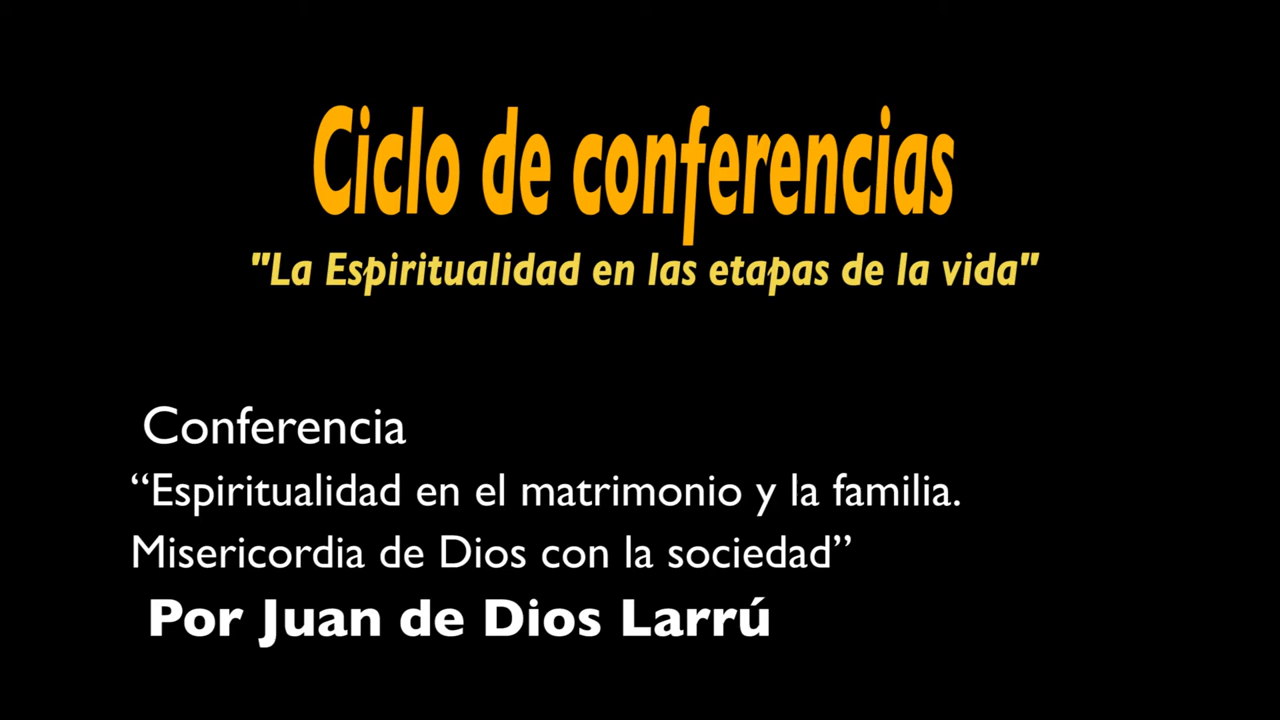 Ciclo de conferencias
"La Espiritualidad en las etapas de la vida"
Conferencia
“Espiritualidad en el matrimonio y la familia.
Misericordia de Dios con la sociedad”
Por Juan de Dios Larrú